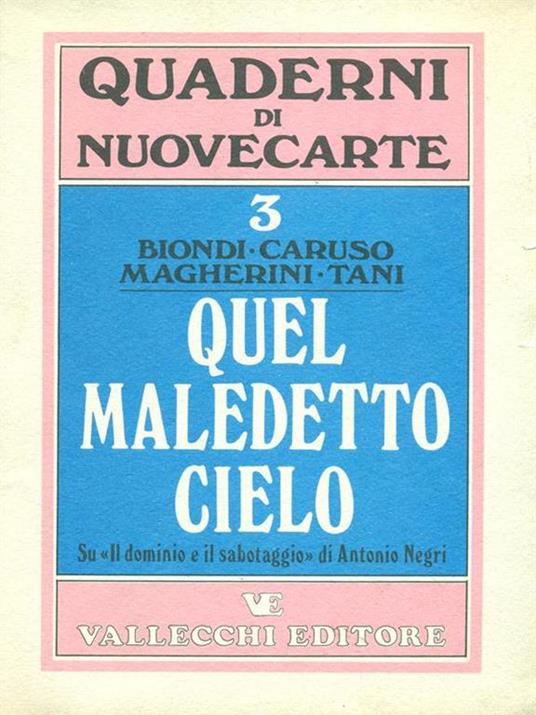 QUADERNI
DI
NUOVECARTE
3
BIONDI · CARUSO
MAGHERINI · TANI
QUEL
MALEDETTO
CIELO
Su «Il dominio e il sabotaggio» di Antonio Negri
VE
VALLECCHI EDITORE